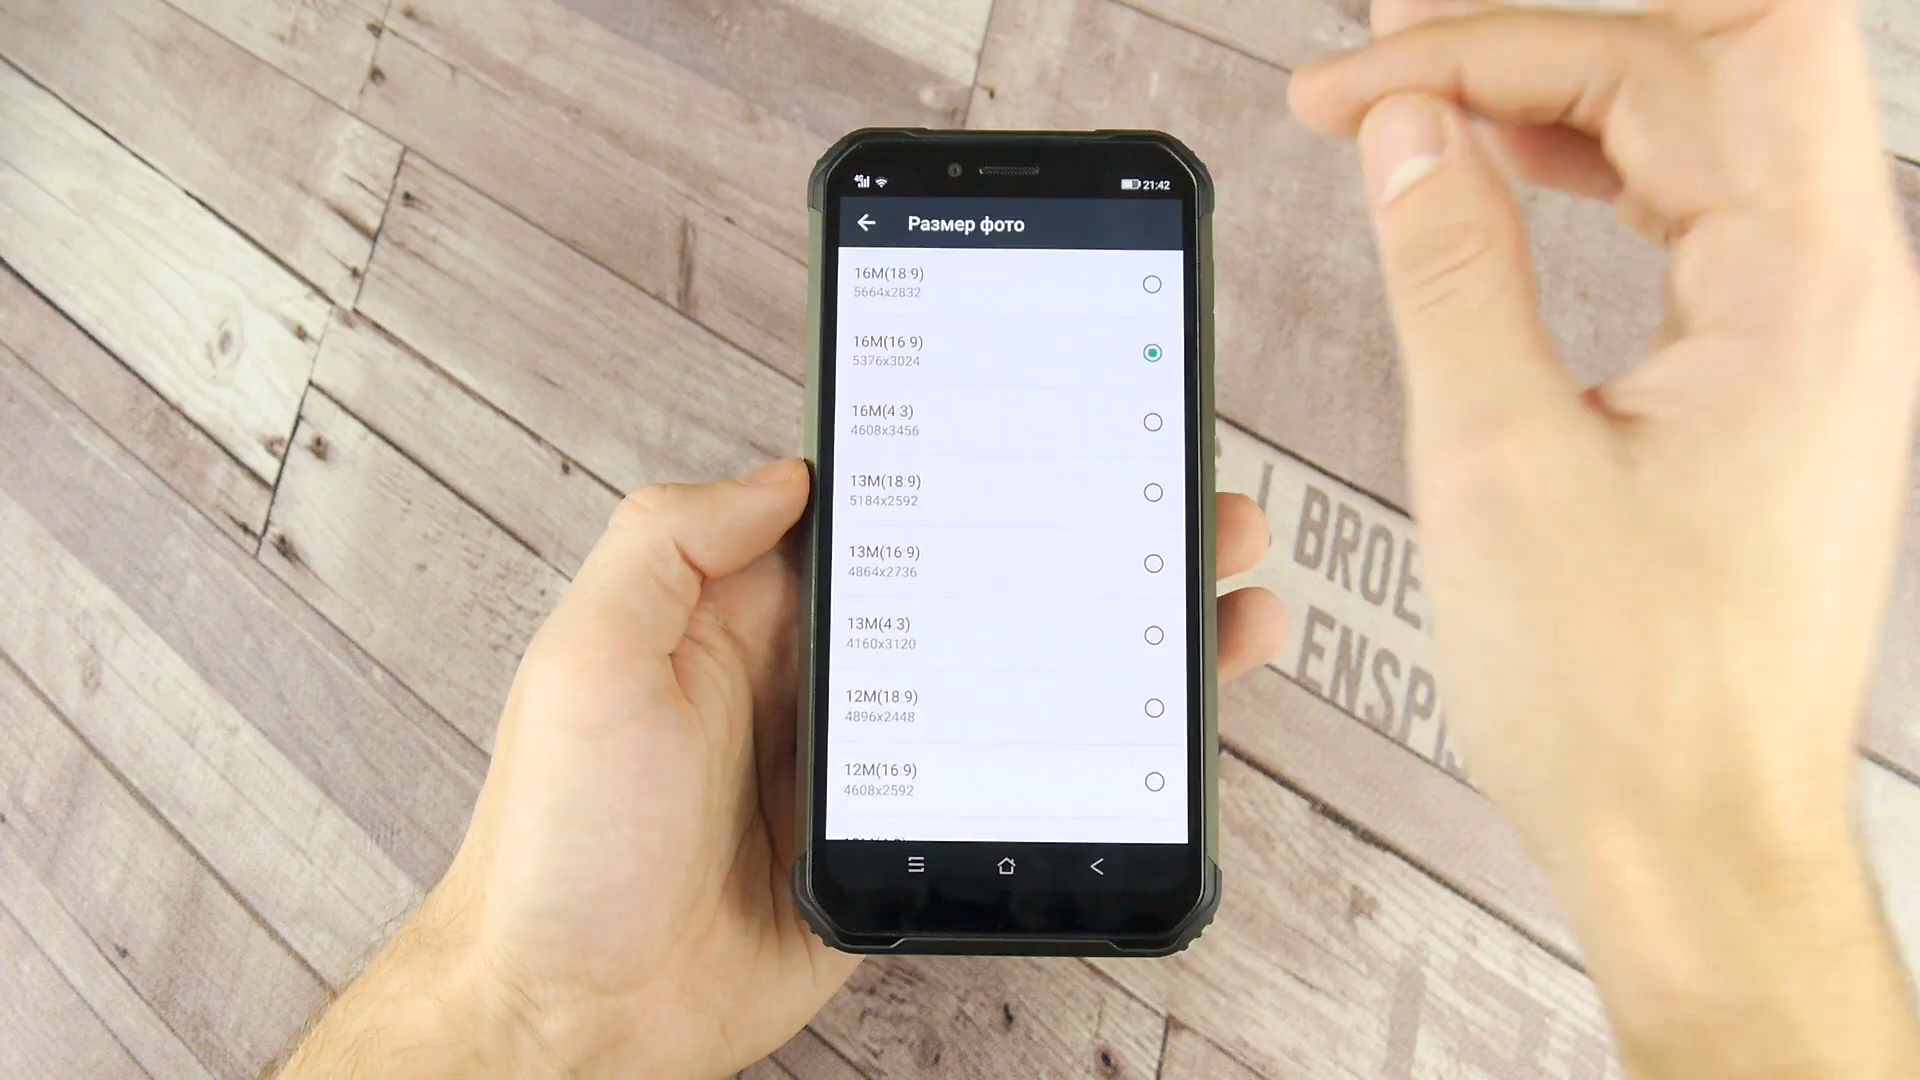 4G 21:42
Размер фото
16M(18:9)
5664x2832
16M(16:9)
5376x3024
16M(4:3)
4608x3456
13M(18:9)
5184x2592
13M(16:9)
4864x2736
13M(4:3)
4160x3120
12M(18:9)
4896x2448
12M(16:9)
4608x2592
BROE
ENSP